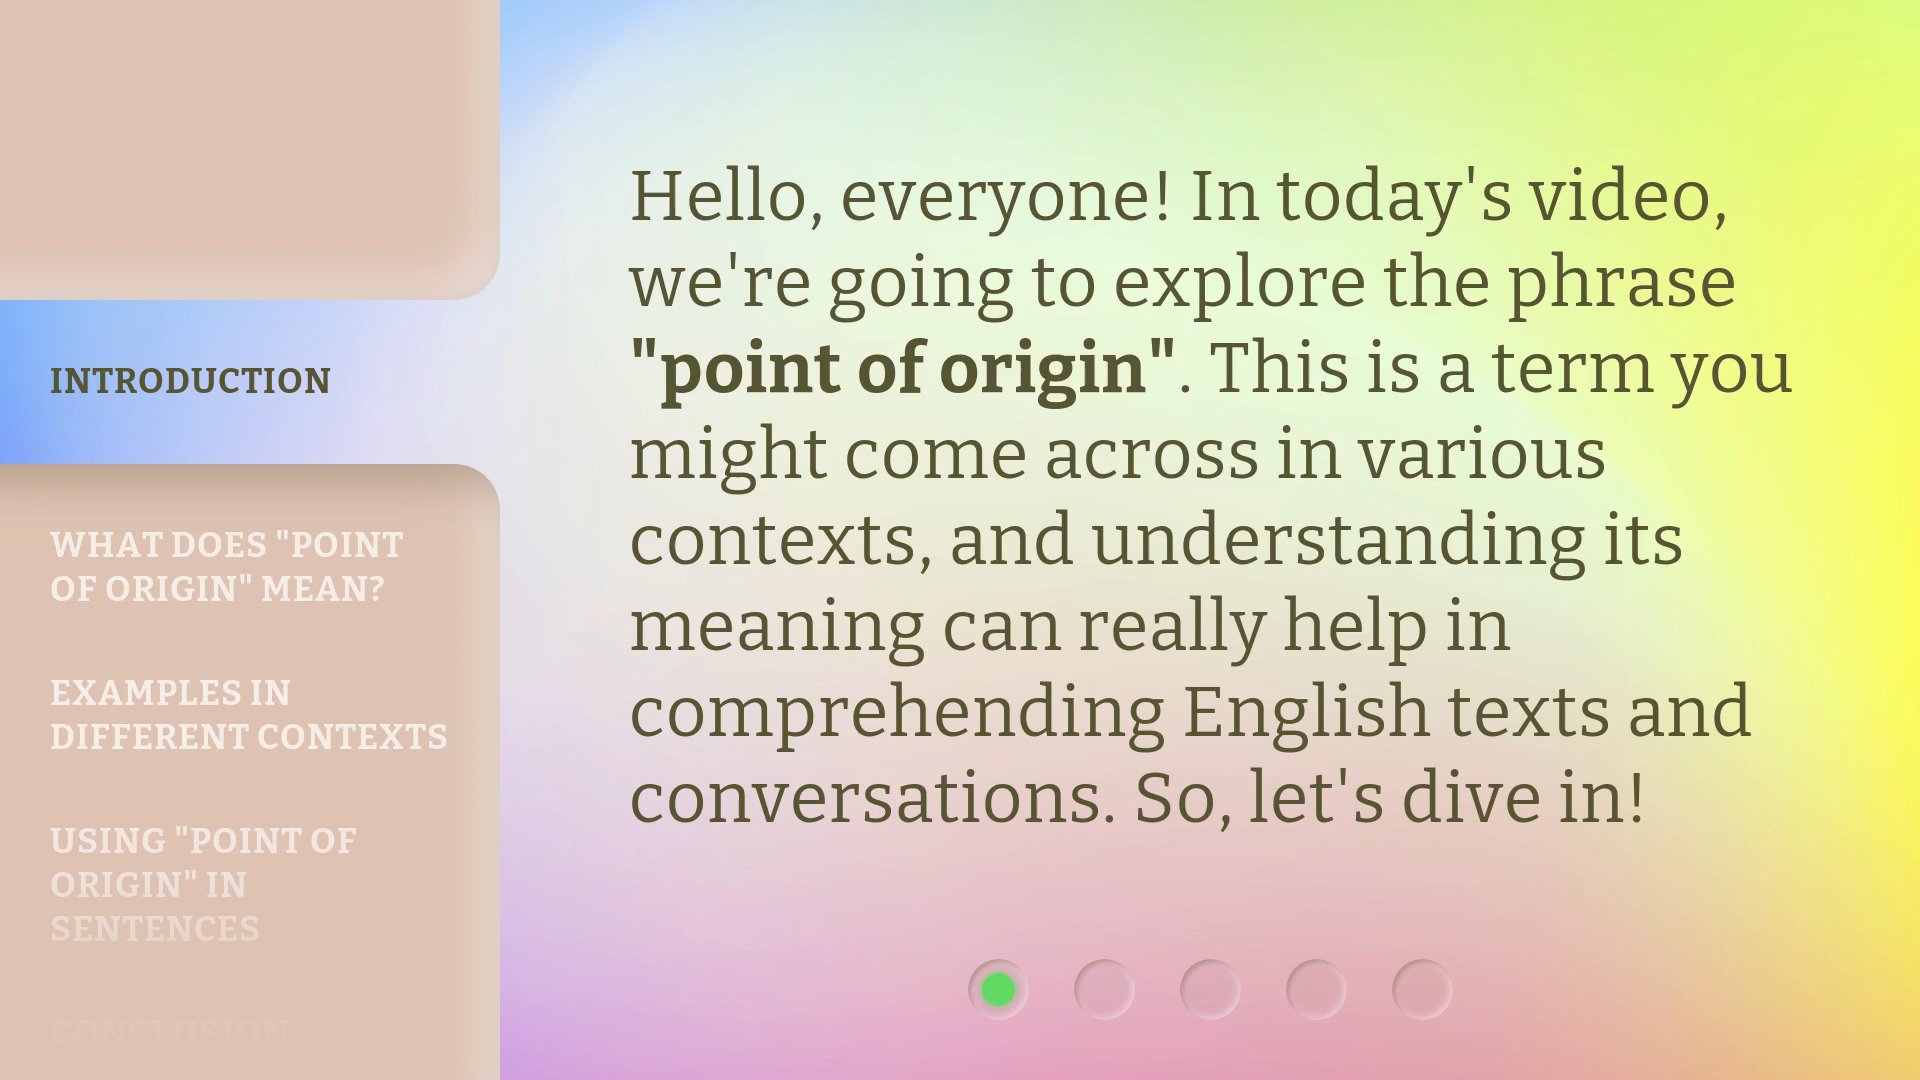 INTRODUCTION
WHAT DOES "POINT
OF ORIGIN" MEAN?
EXAMPLES IN
DIFFERENT CONTEXTS
USING "POINT OF
ORIGIN" IN
SENTENCES
CONCLUSION
Hello, everyone! In today's video,
we're going to explore the phrase
"point of origin". This is a term you
might come across in various
contexts, and understanding its
meaning can really help in
comprehending English texts and
conversations. So, let's dive in!